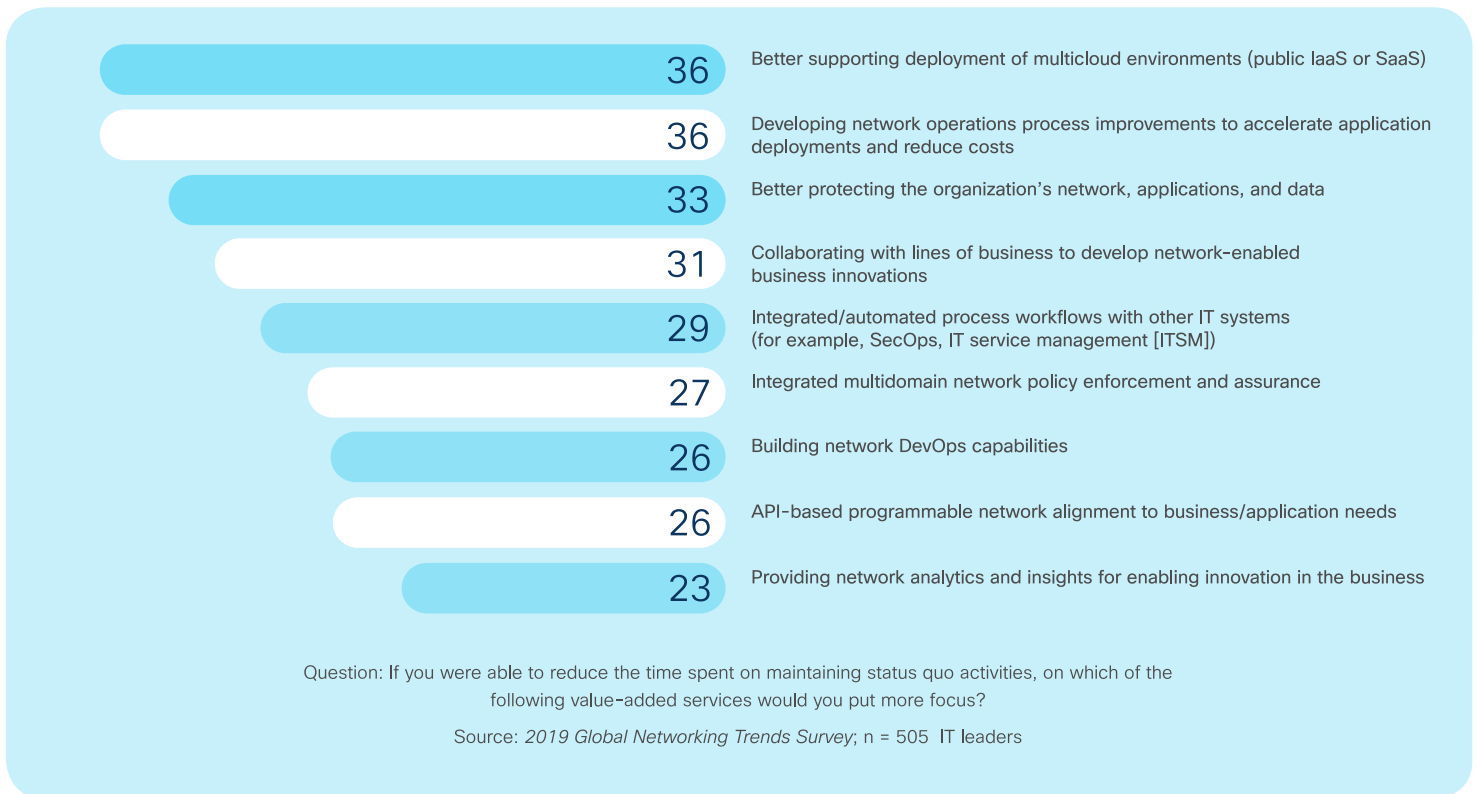 36 Better supporting deployment of multicloud environments (public IaaS or SaaS)
36 Developing network operations process improvements to accelerate application
deployments and reduce costs
33 Better protecting the organization’s network, applications, and data
31 Collaborating with lines of business to develop network-enabled
business innovations
29 Integrated/automated process workflows with other IT systems
(for example, SecOps, IT service management [ITSM])
27 Integrated multidomain network policy enforcement and assurance
26 Building network DevOps capabilities
26 API-based programmable network alignment to business/application needs
23 Providing network analytics and insights for enabling innovation in the business
Question: If you were able to reduce the time spent on maintaining status quo activities, on which of the
following value-added services would you put more focus?
Source: 2019 Global Networking Trends Survey; n = 505 IT leaders